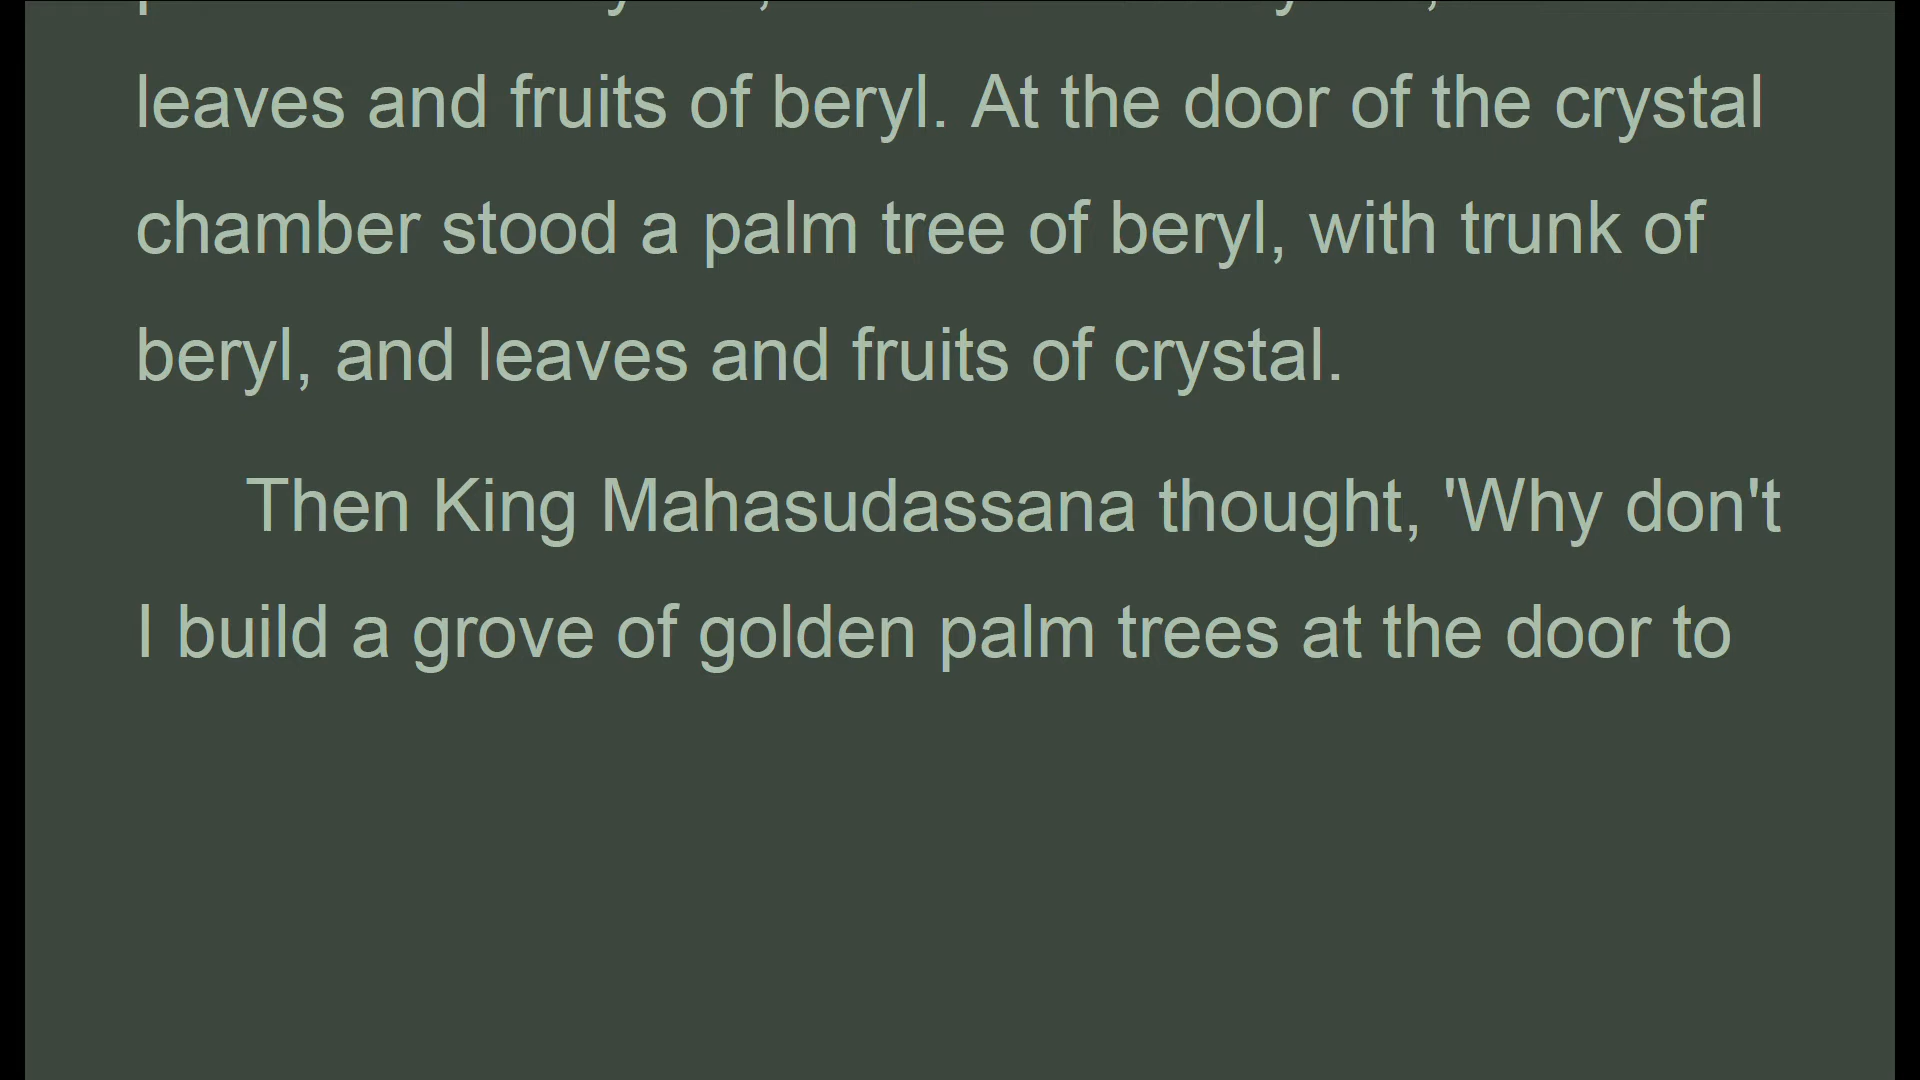 leaves and fruits of beryl. At the door of the crystal
chamber stood a palm tree of beryl, with trunk of
beryl, and leaves and fruits of crystal.
Then King Mahasudassana thought, 'Why don't
I build a grove of golden palm trees at the door to